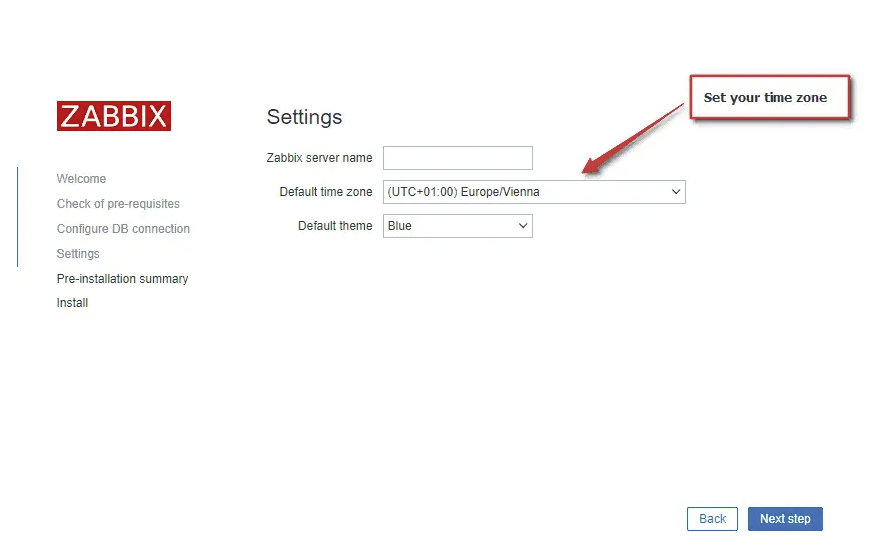 Set your time zone
ZABBIX
Settings
Welcome
Check of pre-requisites
Configure DB connection
Settings
Pre-installation summary
Install
Zabbix server name
Default time zone (UTC+01:00) Europe/Vienna
Default theme Blue
Back Next step